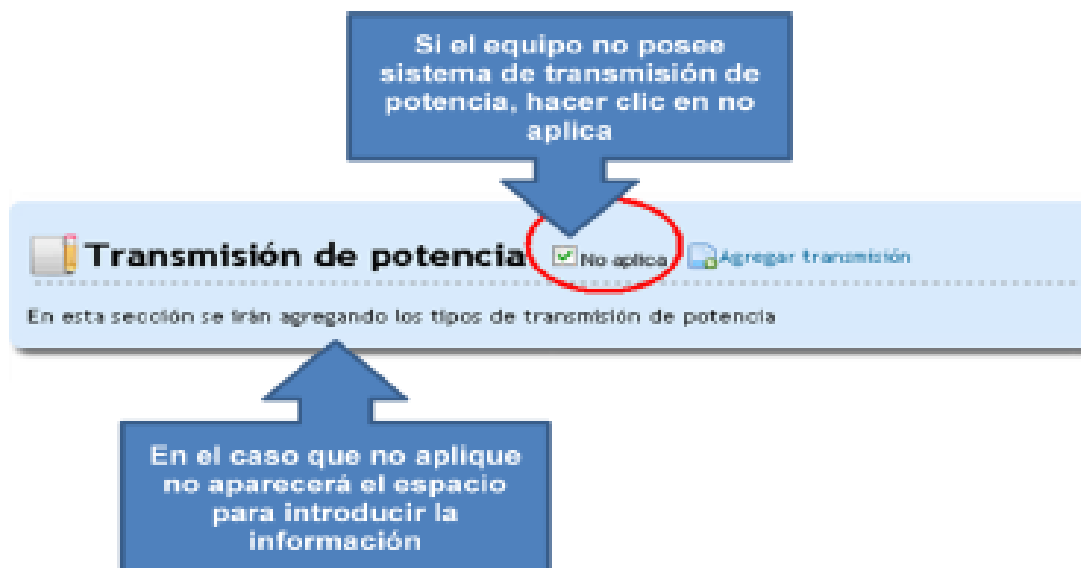 Si el equipo no posee
sistema de transmisión de
potencia, hacer clic en no
aplica
Transmisión de potencia No aplica Agregar transmisión
En esta sección se irán agregando los tipos de transmisión de potencia
En el caso que no aplique
no aparecerá el espacio
para introducir la
información